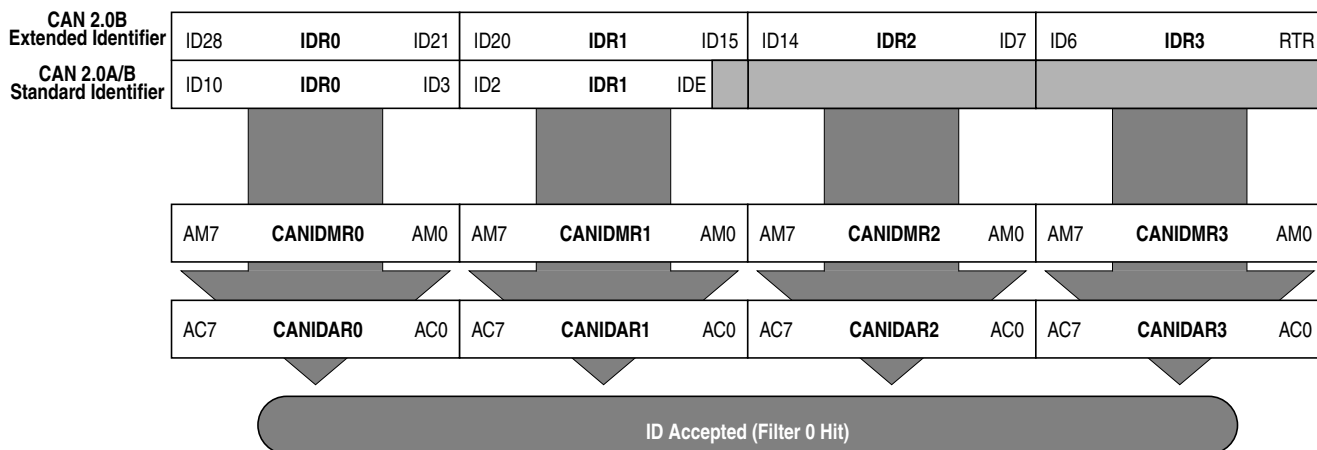 CAN 2.0B
Extended Identifier
ID28 IDR0 ID21 ID20 IDR1 ID15 ID14 IDR2 ID7 ID6 IDR3 RTR
CAN 2.0A/B
Standard Identifier
ID10 IDR0 ID3 ID2 IDR1 IDE
AM7 CANIDMR0 AM0 AM7 CANIDMR1 AM0 AM7 CANIDMR2 AM0 AM7 CANIDMR3 AM0
AC7 CANIDAR0 AC0 AC7 CANIDAR1 AC0 AC7 CANIDAR2 AC0 AC7 CANIDAR3 AC0
ID Accepted (Filter 0 Hit)